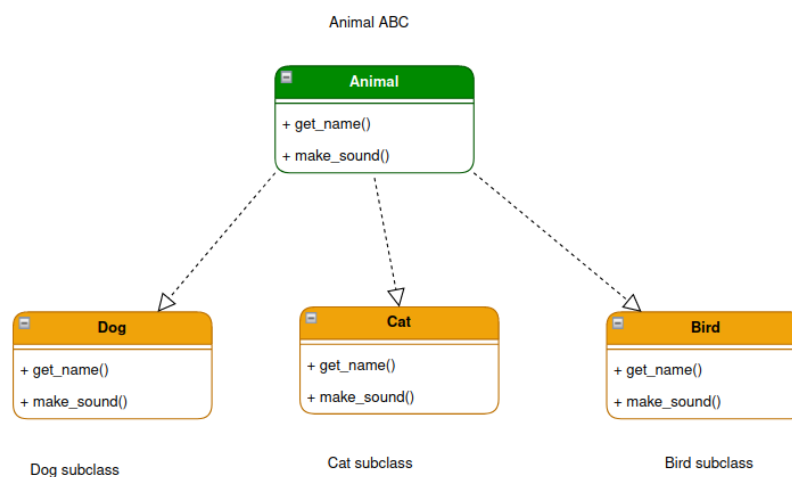 Animal ABC
Animal
+ get_name()
+ make_sound()
Dog
+ get_name()
+ make_sound()
Dog subclass
Cat
+ get_name()
+ make_sound()
Cat subclass
Bird
+ get_name()
+ make_sound()
Bird subclass